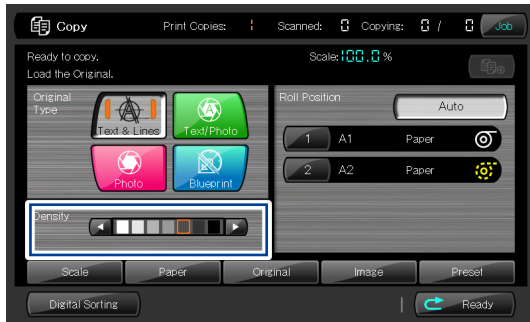 Copy Print Copies: 1 Scanned: 0 Copying: 0 / 0 Job
Ready to copy. Scale: 100.0 %
Load the Original.
Original Type
Text & Lines
Text/Photo
Photo
Blueprint
Density
Roll Position Auto
1 A1 Paper
2 A2 Paper
Scale Paper Original Image Preset
Digital Sorting Ready